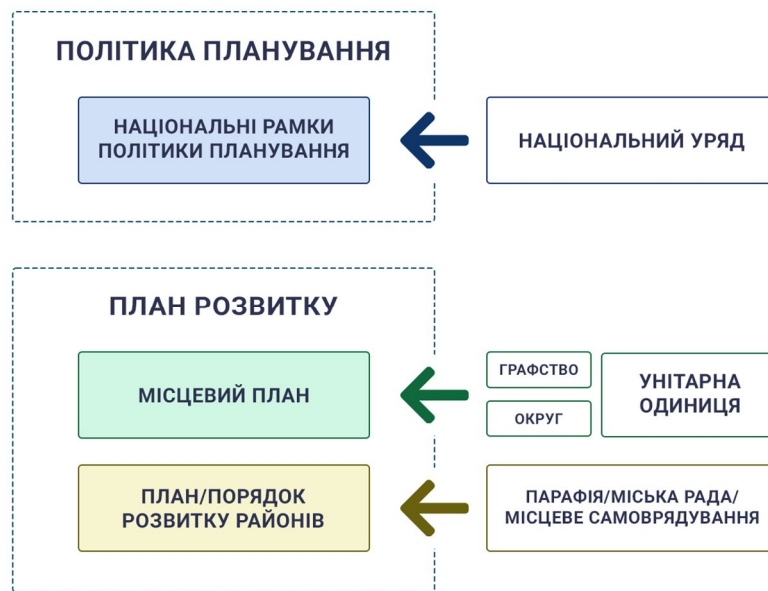 ПОЛІТИКА ПЛАНУВАННЯ
НАЦІОНАЛЬНІ РАМКИ
ПОЛІТИКИ ПЛАНУВАННЯ
НАЦІОНАЛЬНИЙ УРЯД
ПЛАН РОЗВИТКУ
МІСЦЕВИЙ ПЛАН
ГРАФСТВО
ОКРУГ
УНІТАРНА
ОДИНИЦЯ
ПЛАН/ПОРЯДОК
РОЗВИТКУ РАЙОНІВ
ПАРАФІЯ/МІСЬКА РАДА/
МІСЦЕВЕ САМОВРЯДУВАННЯ